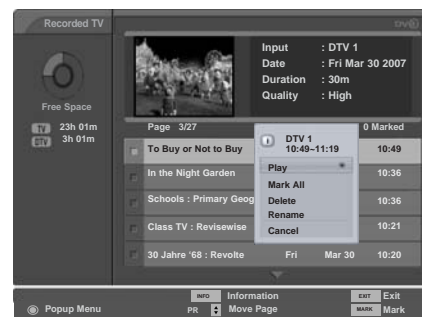 Recorded TV
DVR
Input : DTV 1
Date : Fri Mar 30 2007
Duration : 30m
Quality : High
Free Space
TV 23h 01m
DTV 3h 01m
Page 3/27
0 Marked
i DTV 1
10:49~11:19
Play
Mark All
Delete
Rename
Cancel
To Buy or Not to Buy 10:49
In the Night Garden 10:36
Schools : Primary Geog 10:36
Class TV : Revisewise 10:21
30 Jahre '68 : Revolte Fri Mar 30 10:20
INFO Information EXIT Exit
Popup Menu PR Move Page MARK Mark